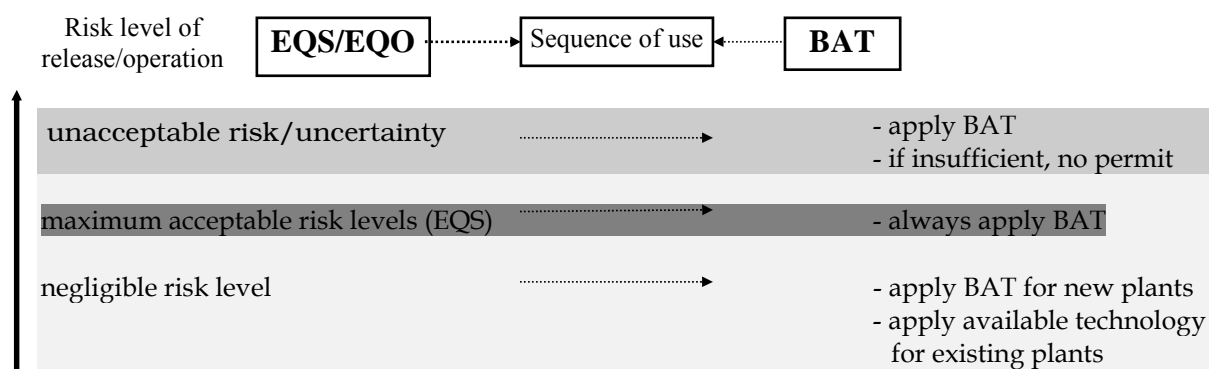 Risk level of
release/operation
EQS/EQO
Sequence of use
BAT
unacceptable risk/uncertainty
- apply BAT
- if insufficient, no permit
maximum acceptable risk levels (EQS)
- always apply BAT
negligible risk level
- apply BAT for new plants
- apply available technology
for existing plants